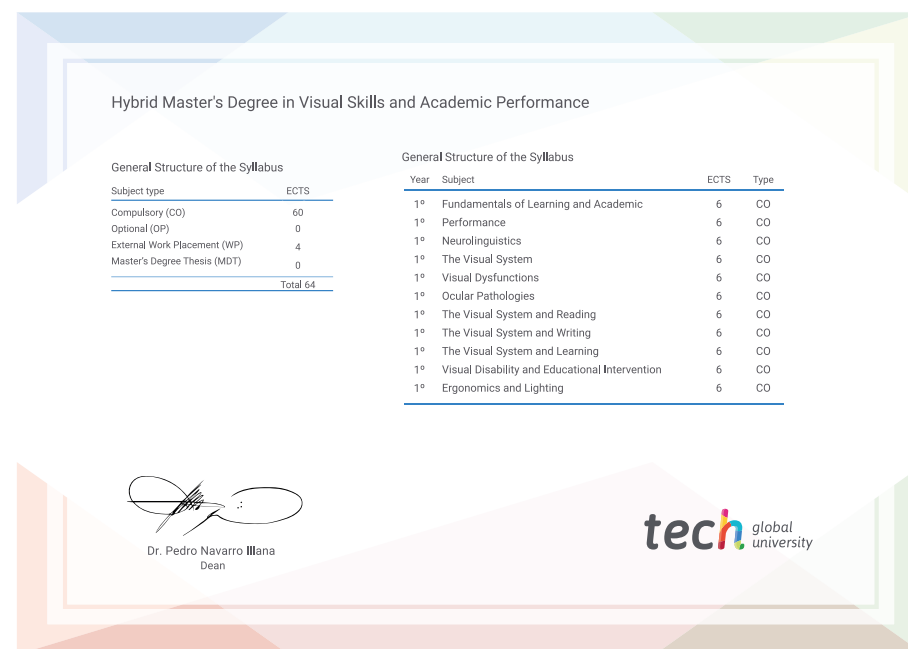 Hybrid Master's Degree in Visual Skills and Academic Performance
General Structure of the Syllabus
Subject type ECTS
Compulsory (CO) 60
Optional (OP) 0
External Work Placement (WP) 4
Master's Degree Thesis (MDT) 0
Total 64
General Structure of the Syllabus
Year Subject ECTS Type
1º Fundamentals of Learning and Academic 6 CO
1º Performance 6 CO
1º Neurolinguistics 6 CO
1º The Visual System 6 CO
1º Visual Dysfunctions 6 CO
1º Ocular Pathologies 6 CO
1º The Visual System and Reading 6 CO
1º The Visual System and Writing 6 CO
1º The Visual System and Learning 6 CO
1º Visual Disability and Educational Intervention 6 CO
1º Ergonomics and Lighting 6 CO
Dr. Pedro Navarro Illana
Dean
tech global
university